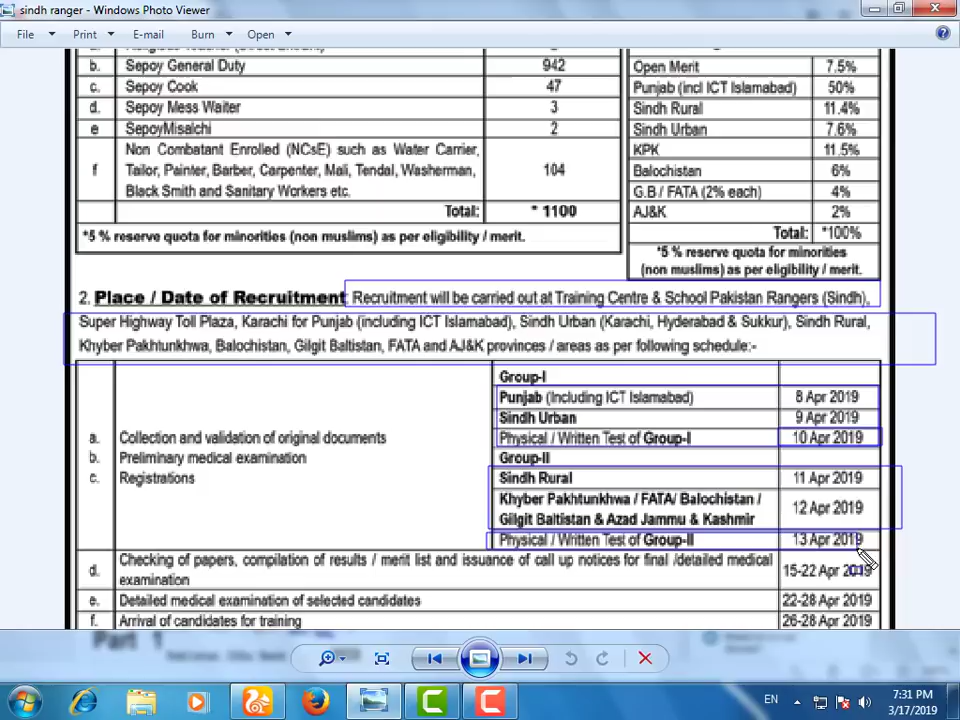 sindh ranger - Windows Photo Viewer
File Print E-mail Burn Open
b. Sepoy General Duty 942
c. Sepoy Cook 47
d. Sepoy Mess Waiter 3
e SepoyMisalchi 2
f Non Combatant Enrolled (NCsE) such as Water Carrier, Tailor, Painter, Barber, Carpenter, Mali, Tendal, Washerman, Black Smith and Sanitary Workers etc. 104
Total: * 1100
*5 % reserve quota for minorities (non muslims) as per eligibility / merit.
Open Merit 7.5%
Punjab (incl ICT Islamabad) 50%
Sindh Rural 11.4%
Sindh Urban 7.6%
KPK 11.5%
Balochistan 6%
G.B / FATA (2% each) 4%
AJ&K 2%
Total: *100%
*5 % reserve quota for minorities
(non muslims) as per eligibility / merit.
2. Place / Date of Recruitment Recruitment will be carried out at Training Centre & School Pakistan Rangers (Sindh),
Super Highway Toll Plaza, Karachi for Punjab (including ICT Islamabad), Sindh Urban (Karachi, Hyderabad & Sukkur), Sindh Rural,
Khyber Pakhtunkhwa, Balochistan, Gilgit Baltistan, FATA and AJ&K provinces / areas as per following schedule:-
a. Collection and validation of original documents
b. Preliminary medical examination
c. Registrations
Group-I
Punjab (Including ICT Islamabad) 8 Apr 2019
Sindh Urban 9 Apr 2019
Physical / Written Test of Group-I 10 Apr 2019
Group-II
Sindh Rural 11 Apr 2019
Khyber Pakhtunkhwa / FATA/ Balochistan /
Gilgit Baltistan & Azad Jammu & Kashmir 12 Apr 2019
Physical / Written Test of Group-II 13 Apr 2019
d. Checking of papers, compilation of results / merit list and issuance of call up notices for final /detailed medical
examination 15-22 Apr 2019
e. Detailed medical examination of selected candidates 22-28 Apr 2019
f. Arrival of candidates for training 26-28 Apr 2019
Part 1
EN
7:31 PM
3/17/2019